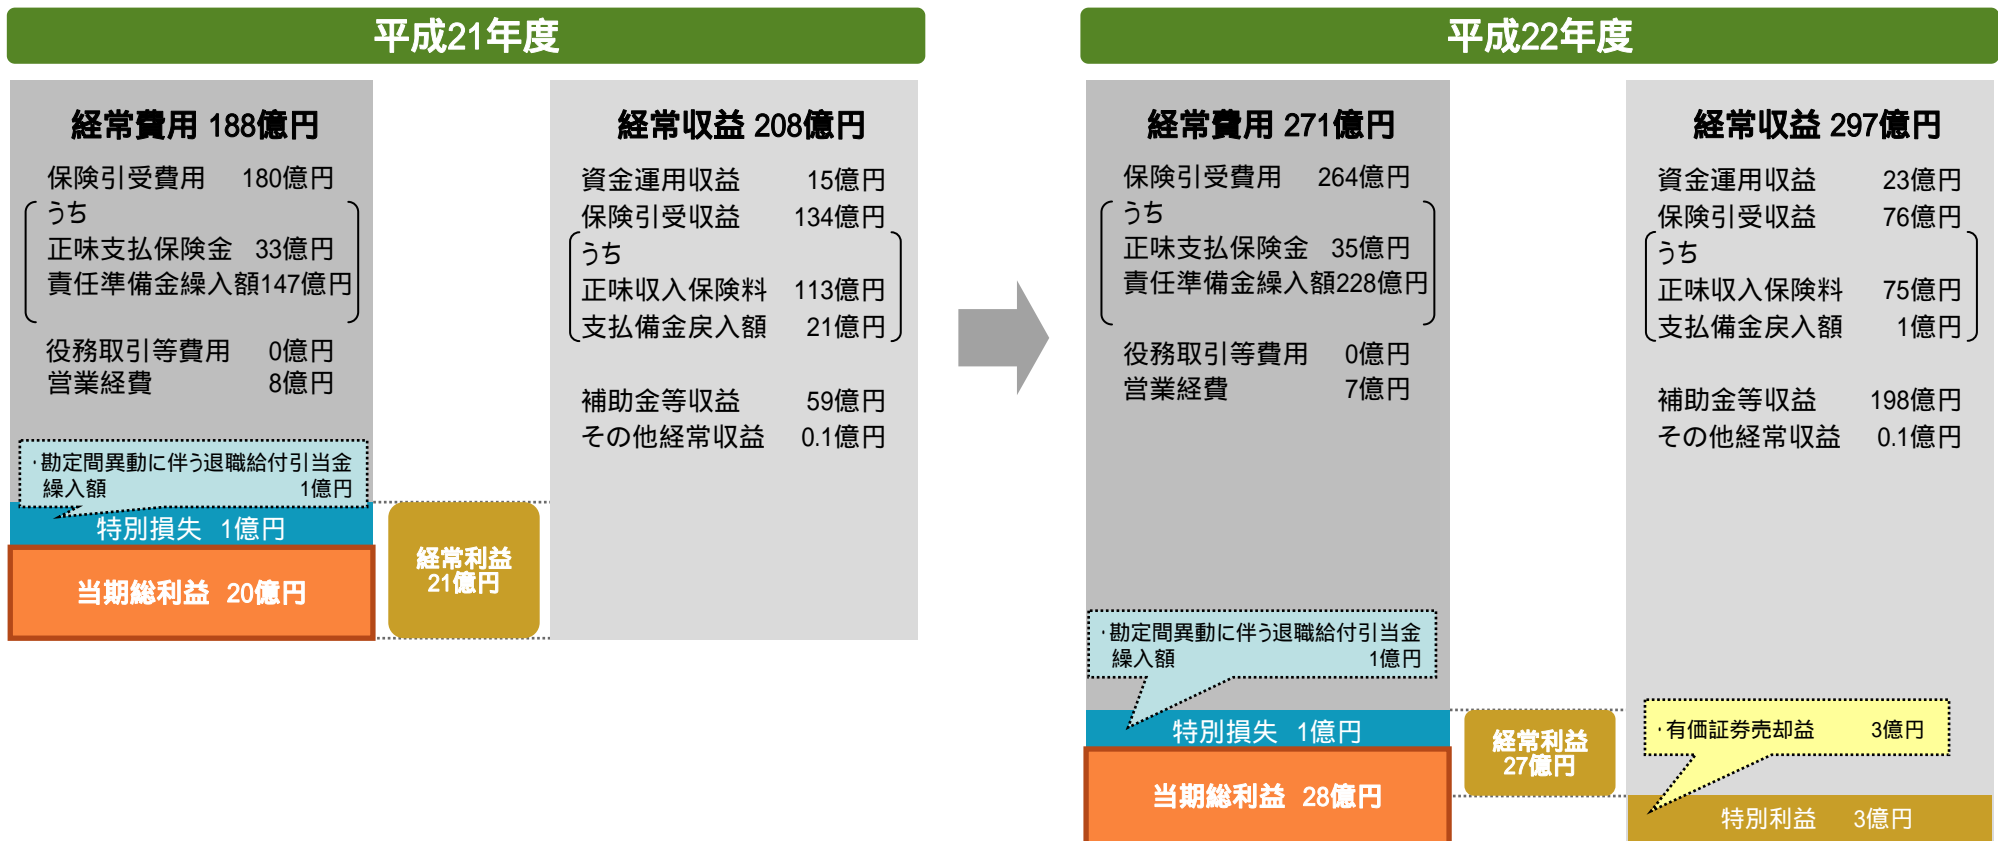 平成21年度
経常費用 188億円
保険引受費用 180億円
うち
正味支払保険金 33億円
責任準備金繰入額147億円
役務取引等費用 0億円
営業経費 8億円
・勘定間異動に伴う退職給付引当金
繰入額 1億円
特別損失 1億円
当期総利益 20億円
経常利益
21億円
経常収益 208億円
資金運用収益 15億円
保険引受収益 134億円
うち
正味収入保険料 113億円
支払備金戻入額 21億円
補助金等収益 59億円
その他経常収益 0.1億円
平成22年度
経常費用 271億円
保険引受費用 264億円
うち
正味支払保険金 35億円
責任準備金繰入額228億円
役務取引等費用 0億円
営業経費 7億円
・勘定間異動に伴う退職給付引当金
繰入額 1億円
特別損失 1億円
当期総利益 28億円
経常利益
27億円
経常収益 297億円
資金運用収益 23億円
保険引受収益 76億円
うち
正味収入保険料 75億円
支払備金戻入額 1億円
補助金等収益 198億円
その他経常収益 0.1億円
・有価証券売却益 3億円
特別利益 3億円